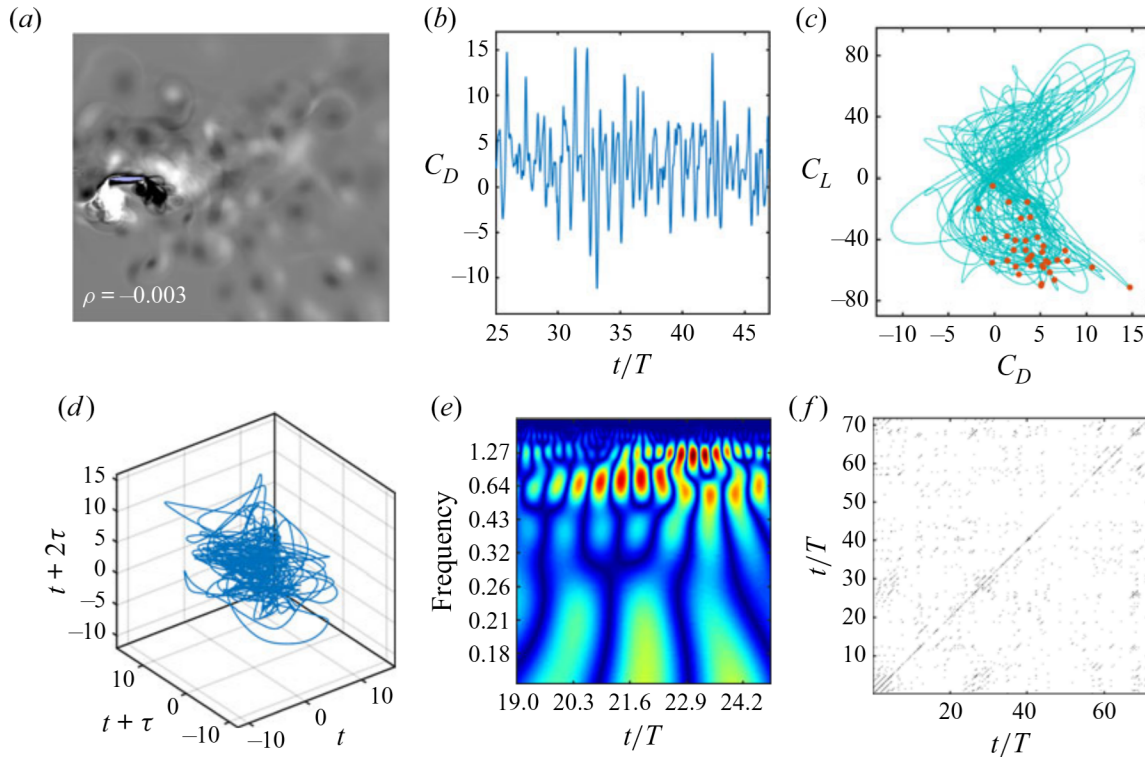 (a)
ρ = –0.003
(b)
15
10
5
0
–5
–10
C_D
25 30 35 40 45
t/T
(c)
80
40
0
–40
–80
C_L
–10 –5 0 5 10 15
C_D
(d)
15
10
5
0
–5
–10
t + 2τ
10
0
–10
t + τ
–10
0
10
t
(e)
1.27
0.64
0.43
0.32
0.26
0.21
0.18
Frequency
19.0 20.3 21.6 22.9 24.2
t/T
(f)
70
60
50
40
30
20
10
t/T
20 40 60
t/T